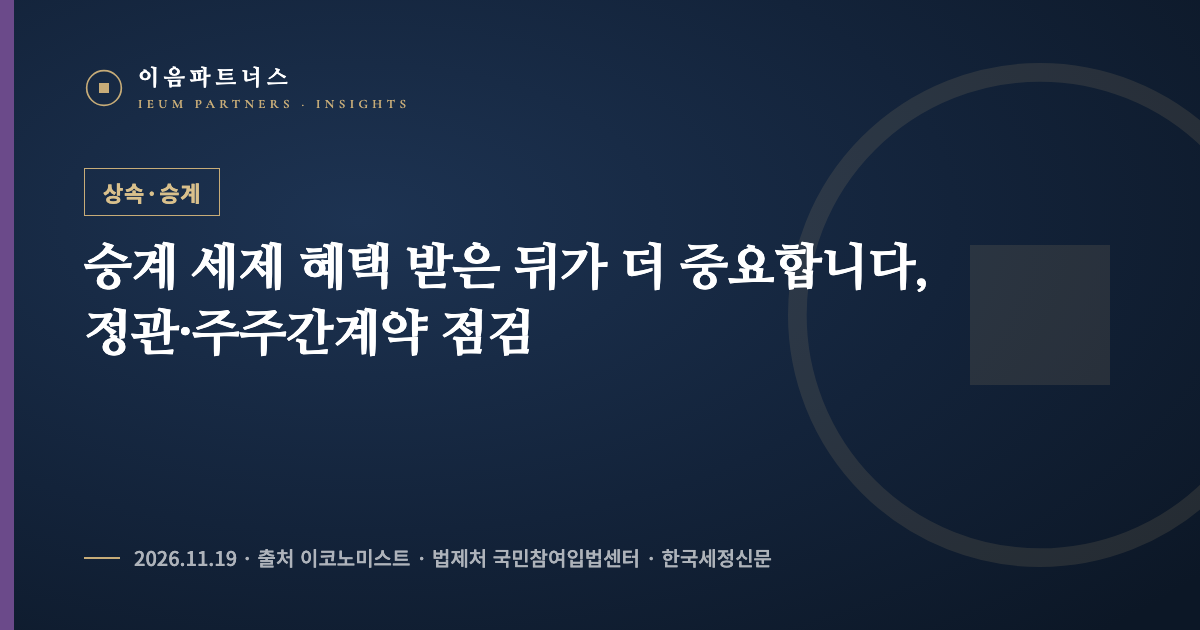 이음파트너스
IEUM PARTNERS · INSIGHTS
상속·승계
승계 세제 혜택 받은 뒤가 더 중요합니다,
정관·주주간계약 점검
2026.11.19 · 출처 이코노미스트 · 법제처 국민참여입법센터 · 한국세정신문